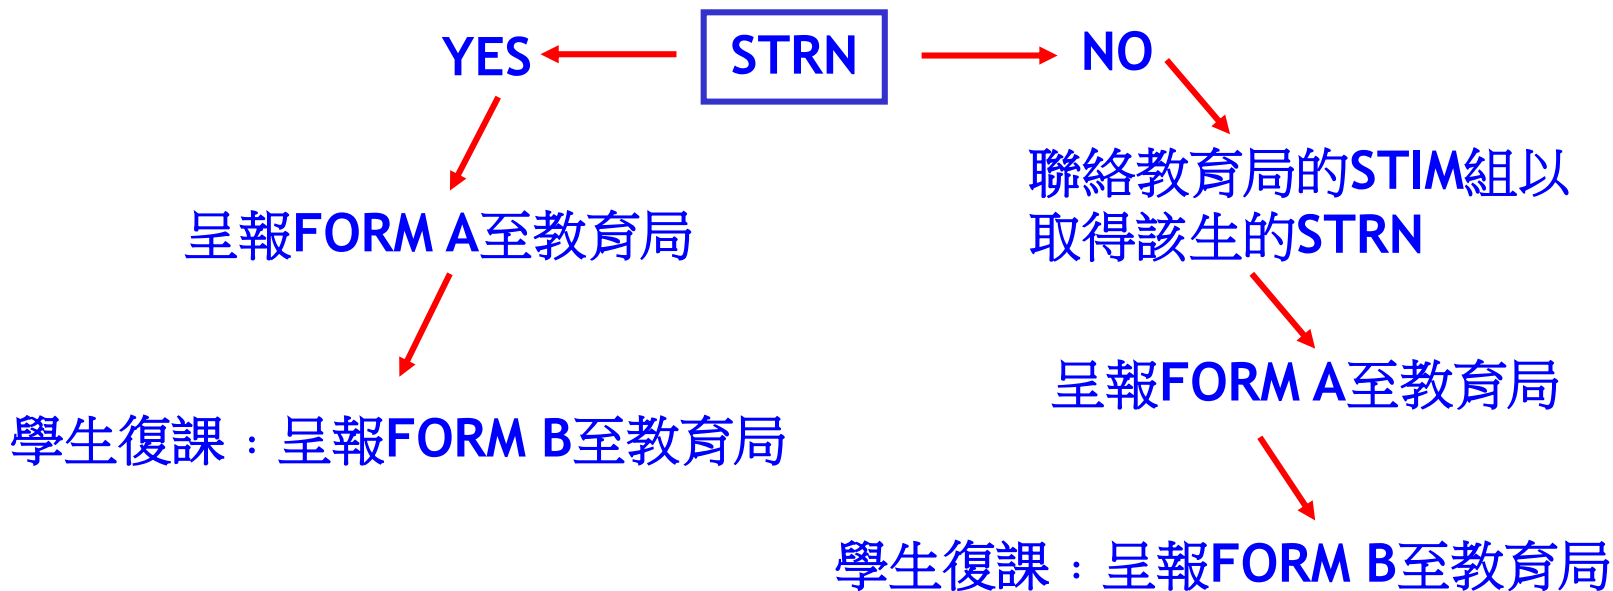 YES
STRN
NO
聯絡教育局的STIM組以
取得該生的STRN
呈報FORM A至教育局
呈報FORM A至教育局
學生復課：呈報FORM B至教育局
學生復課：呈報FORM B至教育局